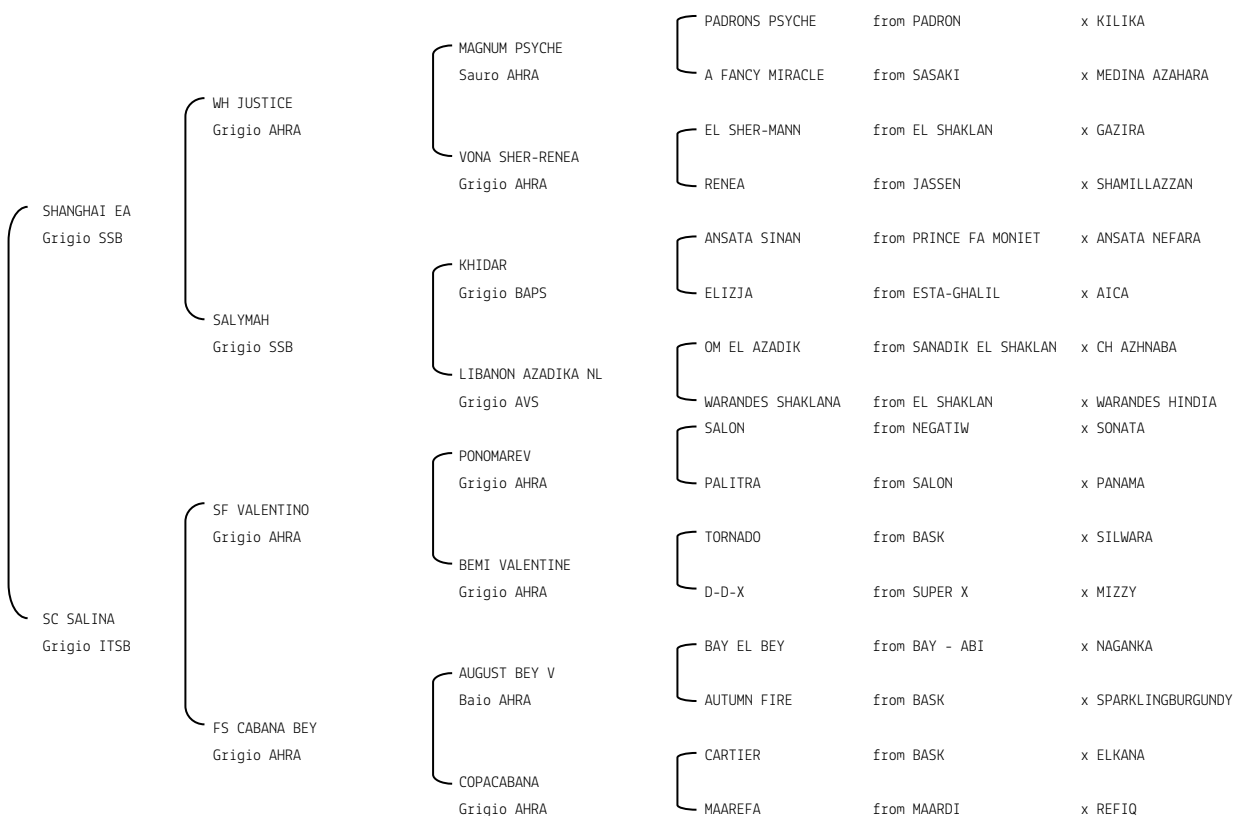 PADRONS PSYCHE from PADRON x KILIKA
MAGNUM PSYCHE
Sauro AHRA A FANCY MIRACLE from SASAKI x MEDINA AZAHARA
WH JUSTICE
Grigio AHRA EL SHER-MANN from EL SHAKLAN x GAZIRA
VONA SHER-RENEA
Grigio AHRA RENEA from JASSEN x SHAMILLAZZAN
SHANGHAI EA
Grigio SSB ANSATA SINAN from PRINCE FA MONIET x ANSATA NEFARA
KHIDAR
Grigio BAPS ELIZJA from ESTA-GHALIL x AICA
SALYMAH
Grigio SSB OM EL AZADIK from SANADIK EL SHAKLAN x CH AZHNABA
LIBANON AZADIKA NL
Grigio AVS WARANDES SHAKLANA from EL SHAKLAN x WARANDES HINDIA
SALON from NEGATIW x SONATA
PONOMAREV
Grigio AHRA PALITRA from SALON x PANAMA
SF VALENTINO
Grigio AHRA TORNADO from BASK x SILWARA
BEMI VALENTINE
Grigio AHRA D-D-X from SUPER X x MIZZY
SC SALINA
Grigio ITSB BAY EL BEY from BAY - ABI x NAGANKA
AUGUST BEY V
Baio AHRA AUTUMN FIRE from BASK x SPARKLINGBURGUNDY
FS CABANA BEY
Grigio AHRA CARTIER from BASK x ELKANA
COPACABANA
Grigio AHRA MAAREFA from MAARDI x REFIQ